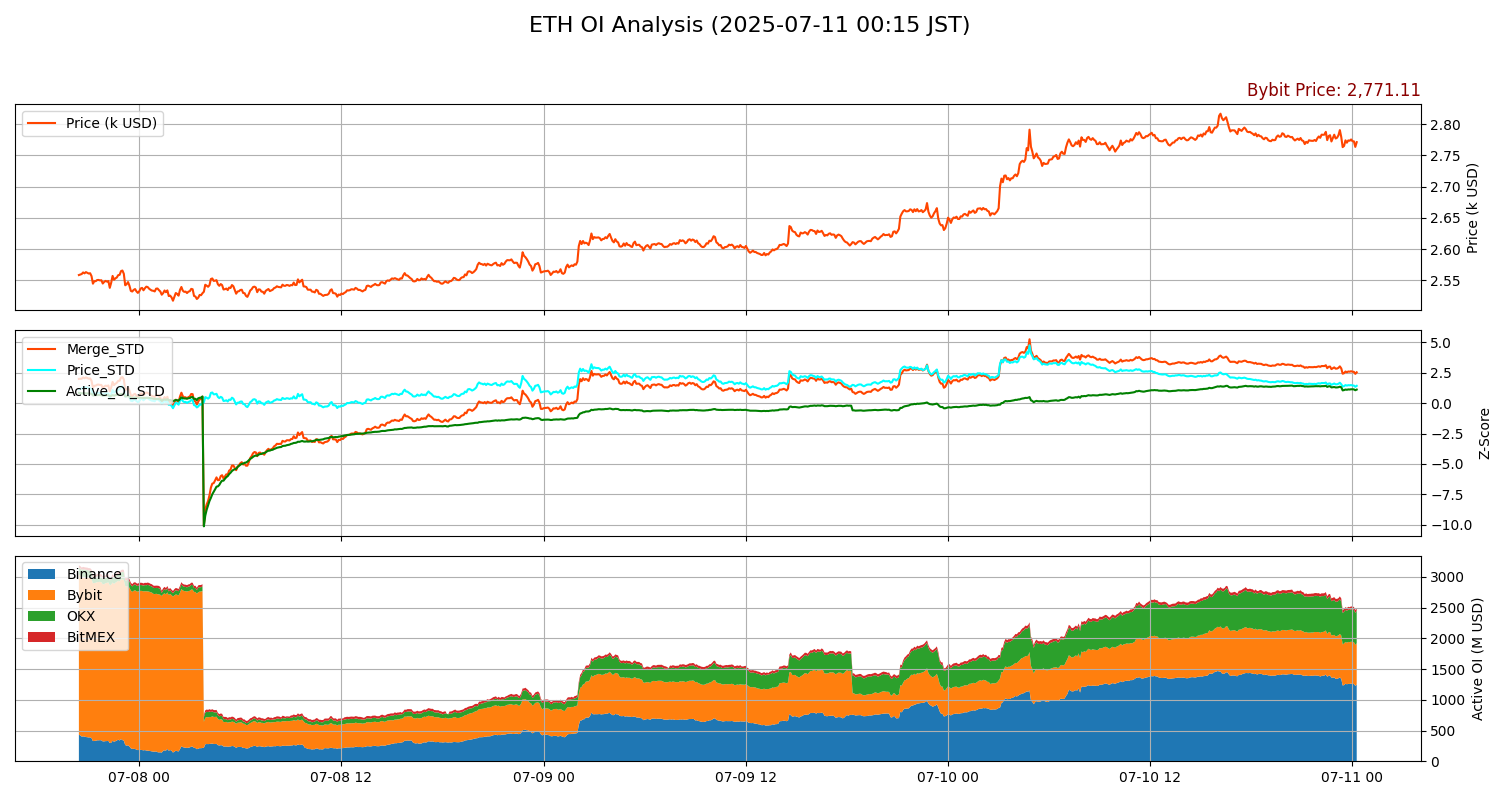 ETH OI Analysis (2025-07-11 00:15 JST)
Bybit Price: 2,771.11
Price (k USD)
2.80
2.75
2.70
2.65
2.60
2.55
Price (k USD)
Merge_STD
Price_STD
Active_OI_STD
5.0
2.5
0.0
−2.5
−5.0
−7.5
−10.0
Z-Score
Binance
Bybit
OKX
BitMEX
3000
2500
2000
1500
1000
500
0
Active OI (M USD)
07-08 00
07-08 12
07-09 00
07-09 12
07-10 00
07-10 12
07-11 00